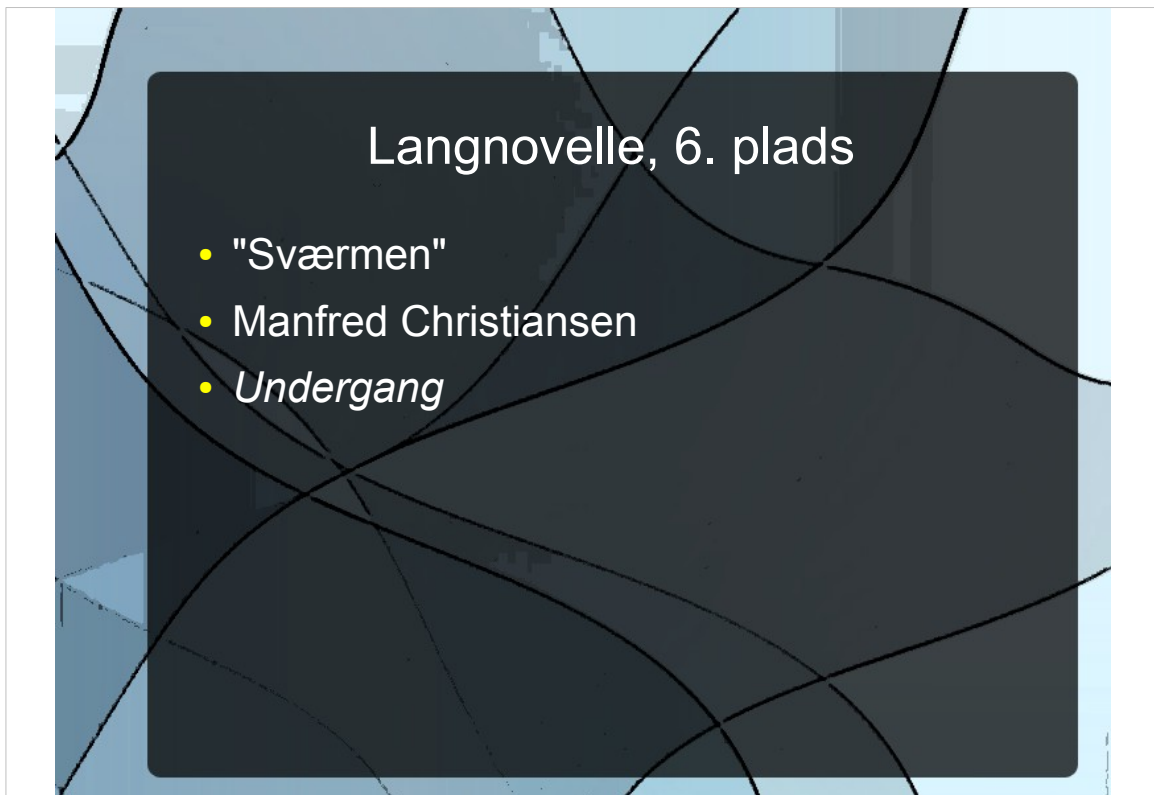 Langnovelle, 6. plads
• "Sværmen"
• Manfred Christiansen
• Undergang